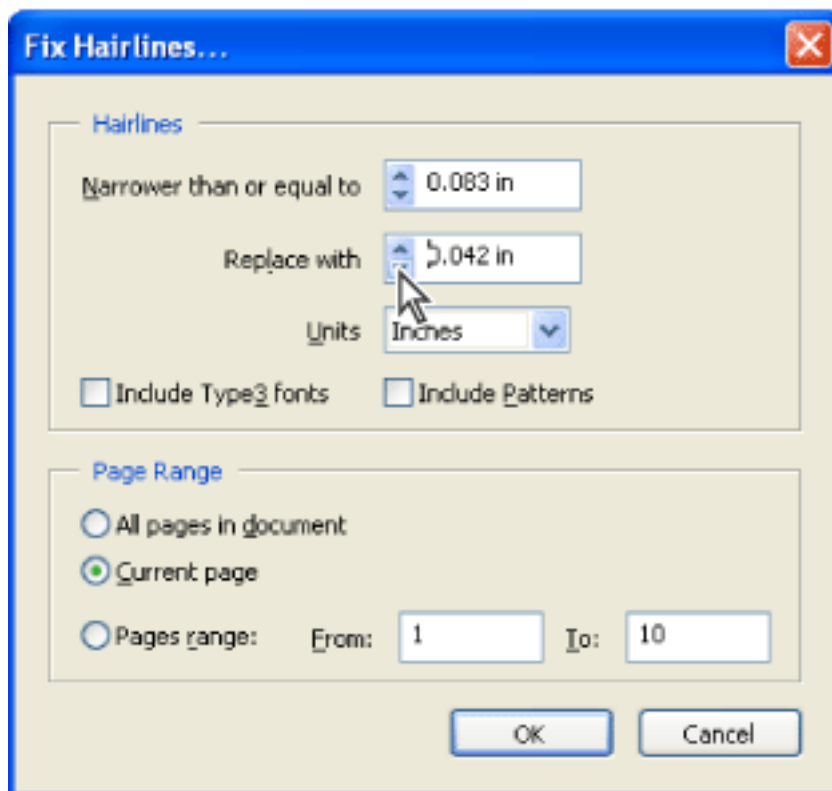 Fix Hairlines...
Hairlines
Narrower than or equal to 0.083 in
Replace with 0.042 in
Units Inches
Include Type3 fonts Include Patterns
Page Range
All pages in document
Current page
Pages range: From: 1 To: 10
OK Cancel